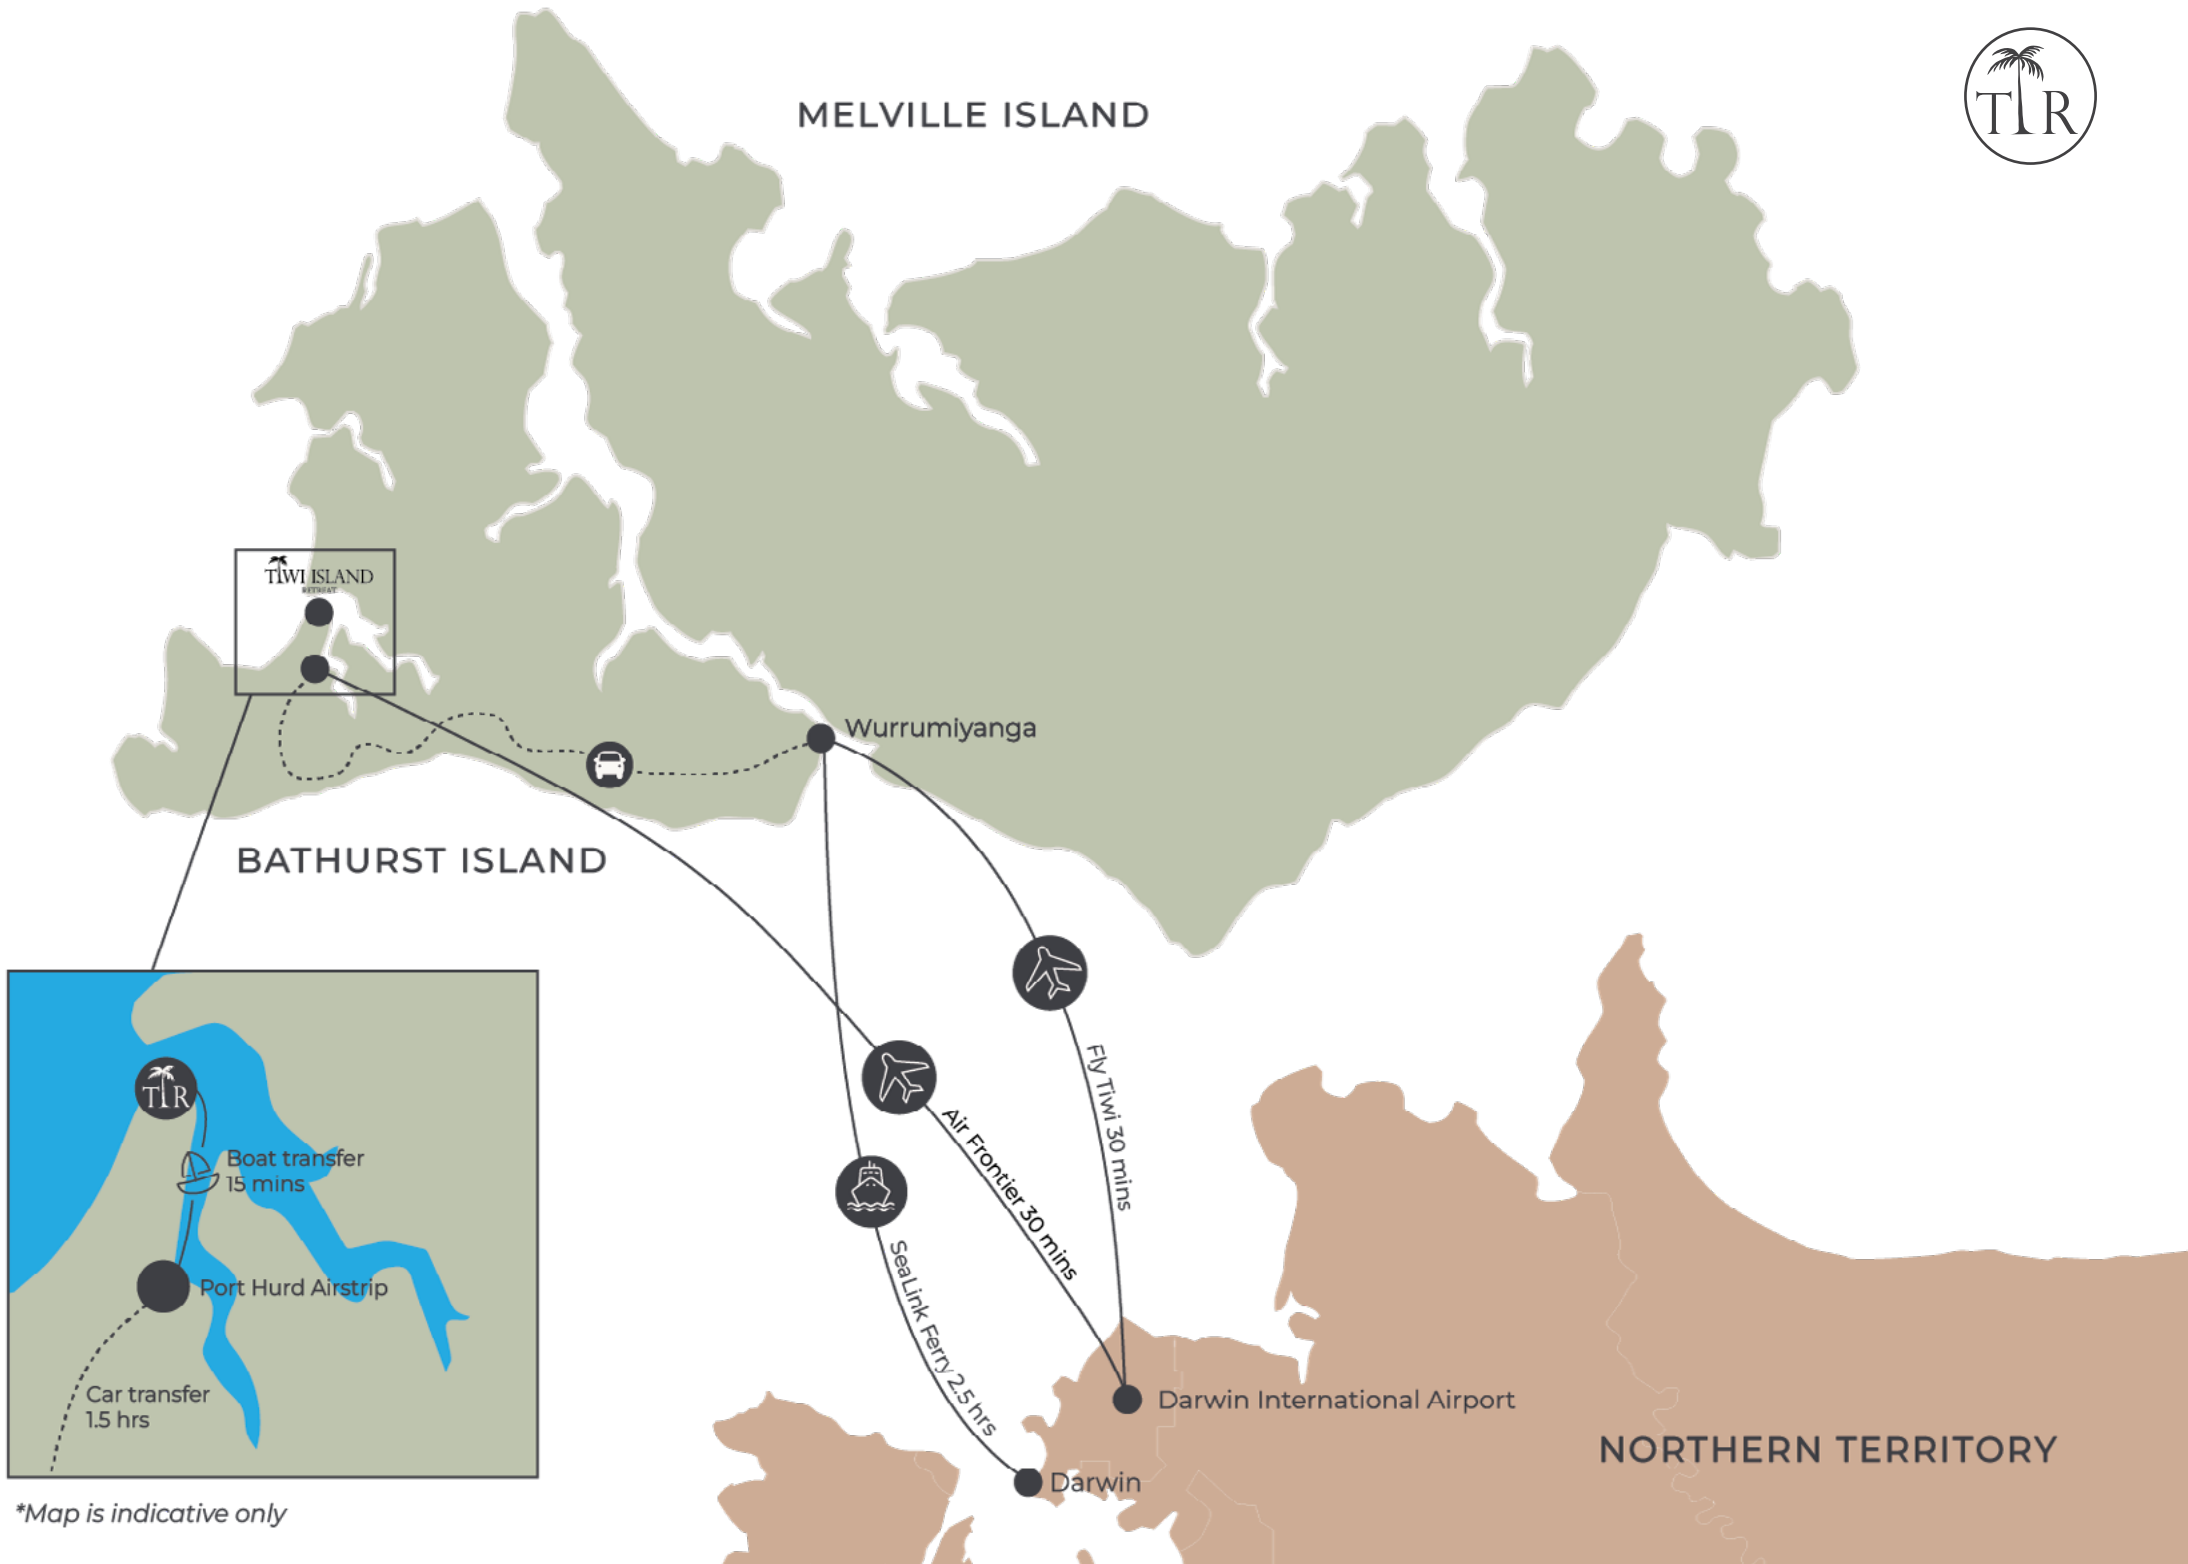 MELVILLE ISLAND
TIR
TIWI ISLAND
RETREAT
Wurrumiyanga
BATHURST ISLAND
Fly Tiwi 30 mins
Air Frontier 30 mins
SeaLink Ferry 2.5 hrs
TIR
Boat transfer
15 mins
Port Hurd Airstrip
Car transfer
1.5 hrs
Darwin International Airport
NORTHERN TERRITORY
Darwin
*Map is indicative only